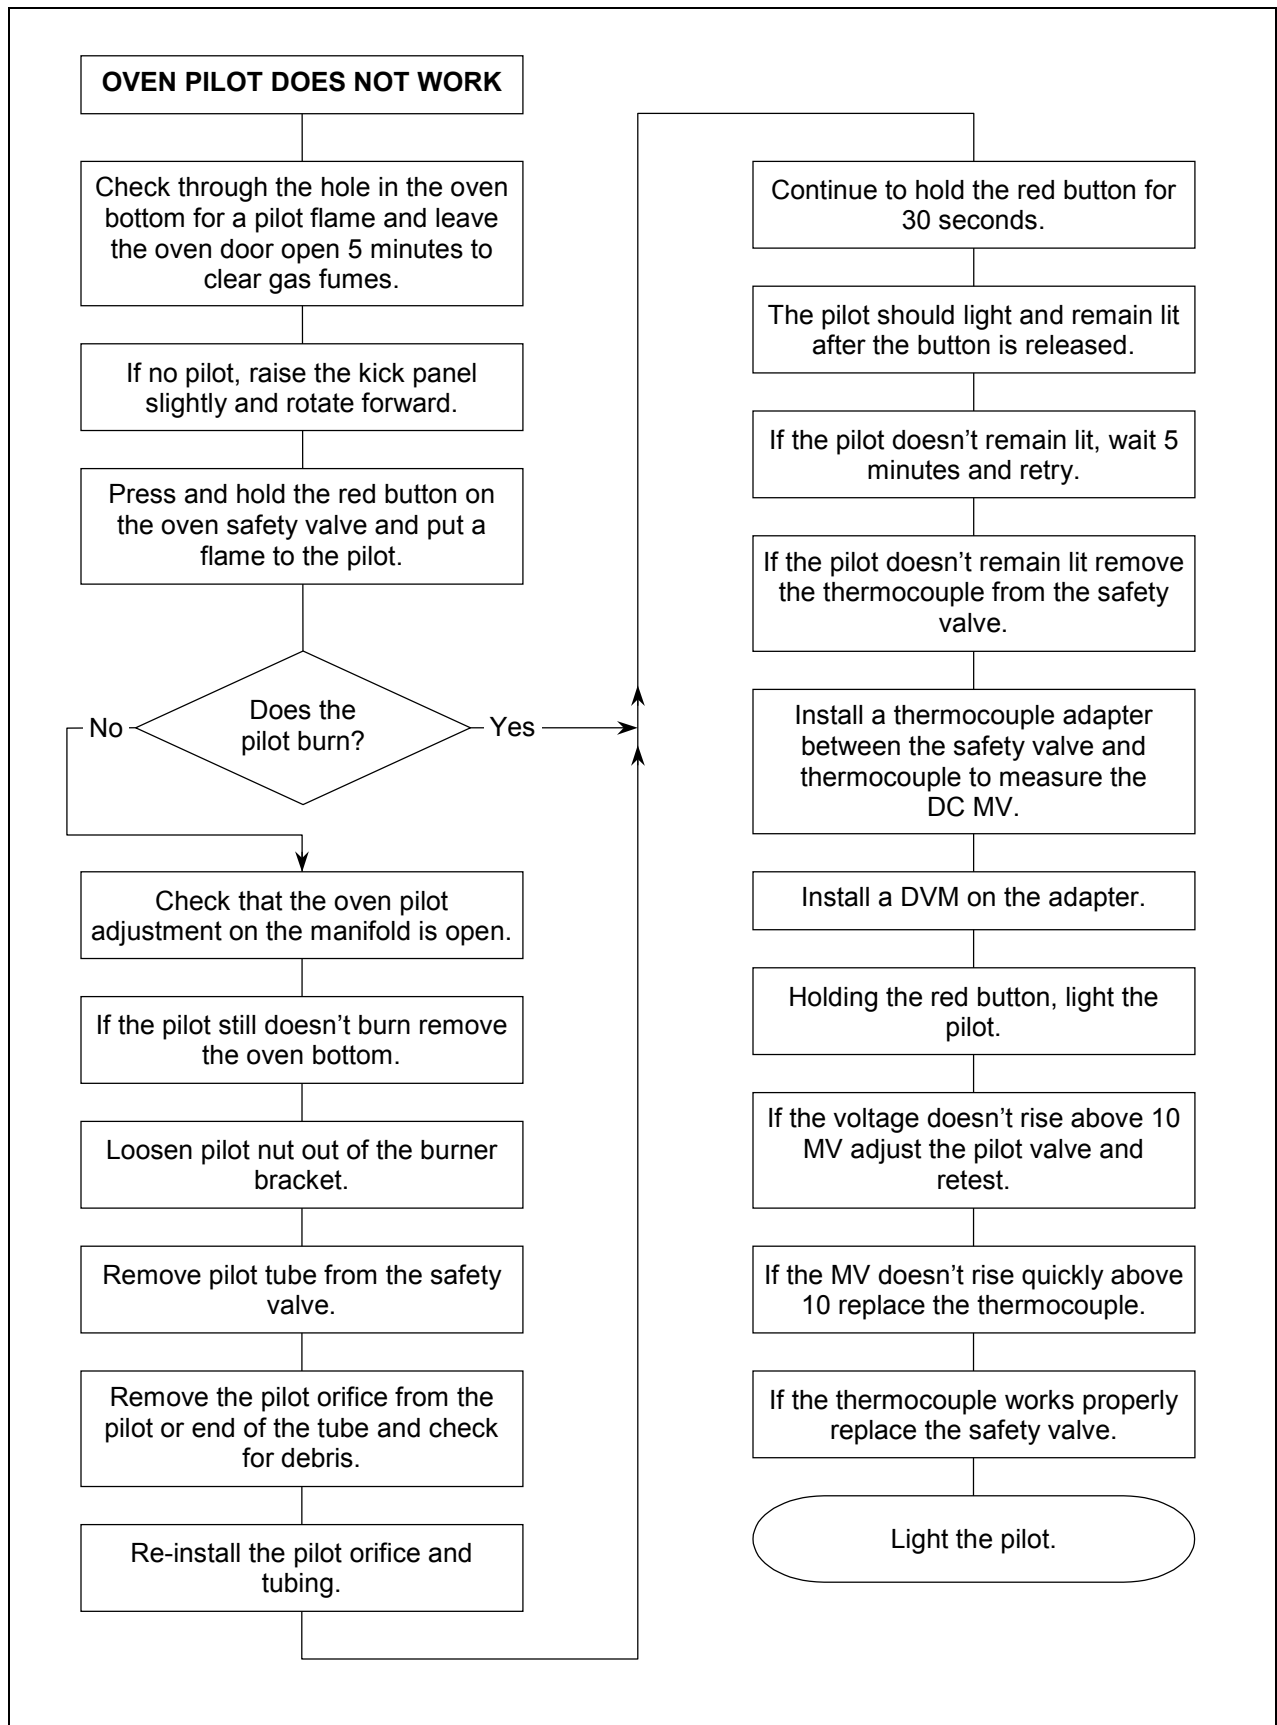 OVEN PILOT DOES NOT WORK
Check through the hole in the oven
bottom for a pilot flame and leave
the oven door open 5 minutes to
clear gas fumes.
If no pilot, raise the kick panel
slightly and rotate forward.
Press and hold the red button on
the oven safety valve and put a
flame to the pilot.
Does the
pilot burn?
No
Yes
Check that the oven pilot
adjustment on the manifold is open.
If the pilot still doesn’t burn remove
the oven bottom.
Loosen pilot nut out of the burner
bracket.
Remove pilot tube from the safety
valve.
Remove the pilot orifice from the
pilot or end of the tube and check
for debris.
Re-install the pilot orifice and
tubing.
Continue to hold the red button for
30 seconds.
The pilot should light and remain lit
after the button is released.
If the pilot doesn’t remain lit, wait 5
minutes and retry.
If the pilot doesn’t remain lit remove
the thermocouple from the safety
valve.
Install a thermocouple adapter
between the safety valve and
thermocouple to measure the
DC MV.
Install a DVM on the adapter.
Holding the red button, light the
pilot.
If the voltage doesn’t rise above 10
MV adjust the pilot valve and
retest.
If the MV doesn’t rise quickly above
10 replace the thermocouple.
If the thermocouple works properly
replace the safety valve.
Light the pilot.